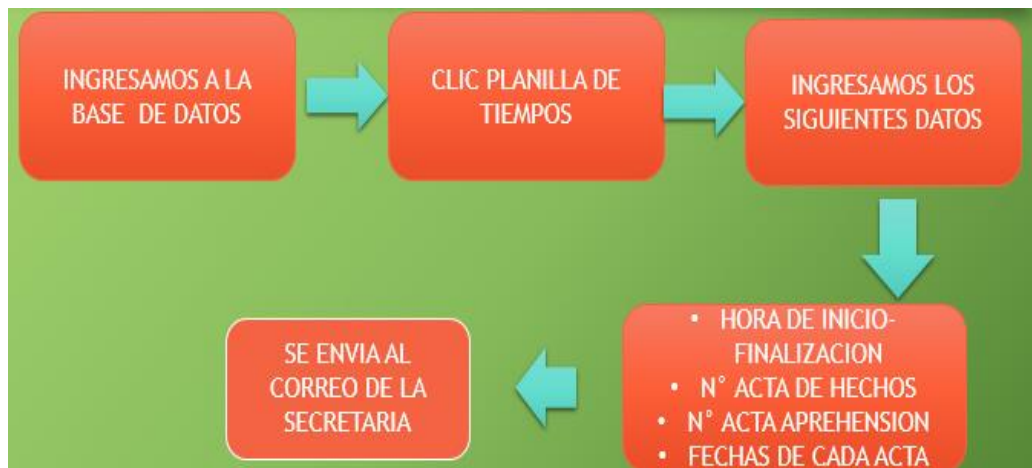 INGRESAMOS A LA
BASE DE DATOS
CLIC PLANILLA DE
TIEMPOS
INGRESAMOS LOS
SIGUIENTES DATOS
• HORA DE INICIO-
FINALIZACION
• N° ACTA DE HECHOS
• N° ACTA APREHENSION
• FECHAS DE CADA ACTA
SE ENVIA AL
CORREO DE LA
SECRETARIA